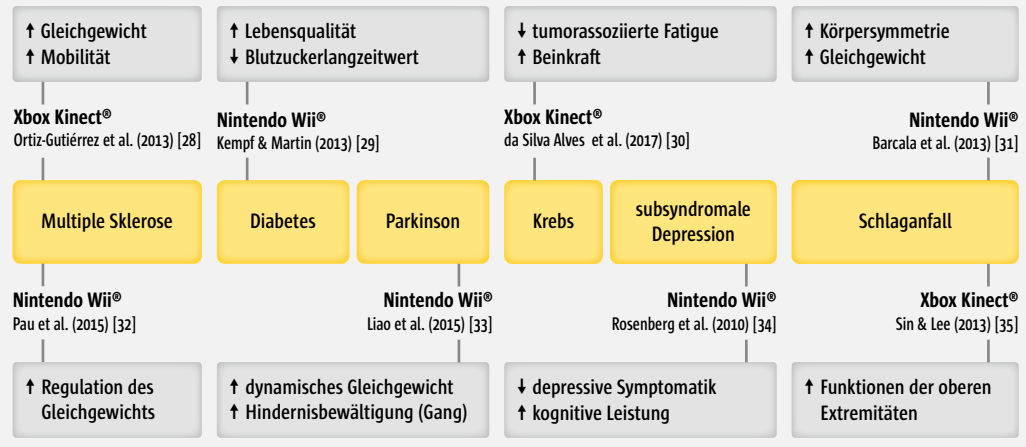 ↑ Gleichgewicht
↑ Mobilität
↑ Lebensqualität
↓ Blutzuckerlangzeitwert
↓ tumorassoziierte Fatigue
↑ Beinkraft
↑ Körpersymmetrie
↑ Gleichgewicht
Xbox Kinect®
Ortiz-Gutiérrez et al. (2013) [28]
Nintendo Wii®
Kempf & Martin (2013) [29]
Xbox Kinect®
da Silva Alves et al. (2017) [30]
Nintendo Wii®
Barcala et al. (2013) [31]
Multiple Sklerose
Diabetes
Parkinson
Krebs
subsyndromale
Depression
Schlaganfall
Nintendo Wii®
Pau et al. (2015) [32]
Nintendo Wii®
Liao et al. (2015) [33]
Nintendo Wii®
Rosenberg et al. (2010) [34]
Xbox Kinect®
Sin & Lee (2013) [35]
↑ Regulation des
Gleichgewichts
↑ dynamisches Gleichgewicht
↑ Hindernisbewältigung (Gang)
↓ depressive Symptomatik
↑ kognitive Leistung
↑ Funktionen der oberen
Extremitäten